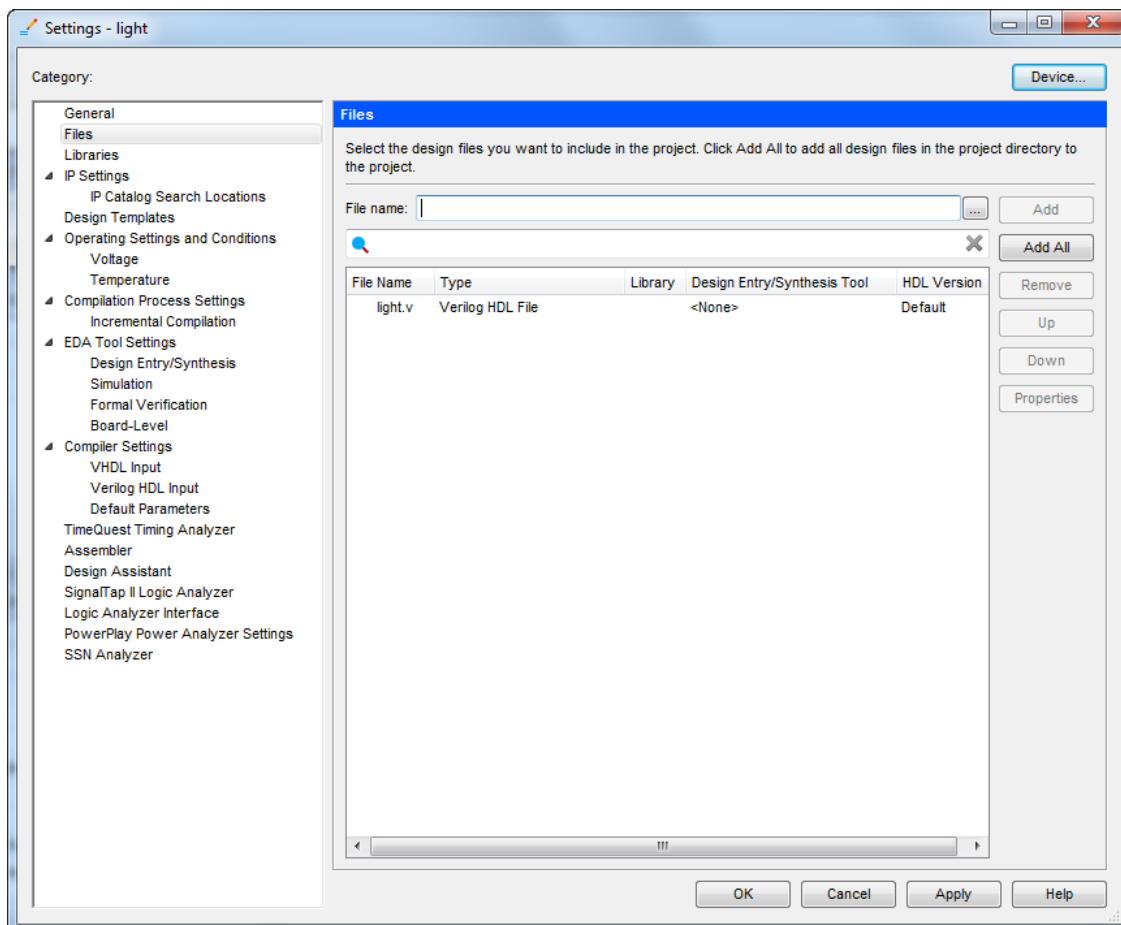 Settings - light
Category:
Device...
General
Files
Libraries
IP Settings
IP Catalog Search Locations
Design Templates
Operating Settings and Conditions
Voltage
Temperature
Compilation Process Settings
Incremental Compilation
EDA Tool Settings
Design Entry/Synthesis
Simulation
Formal Verification
Board-Level
Compiler Settings
VHDL Input
Verilog HDL Input
Default Parameters
TimeQuest Timing Analyzer
Assembler
Design Assistant
SignalTap II Logic Analyzer
Logic Analyzer Interface
PowerPlay Power Analyzer Settings
SSN Analyzer
Files
Select the design files you want to include in the project. Click Add All to add all design files in the project directory to
the project.
File name:
...
Add
Add All
File Name Type Library Design Entry/Synthesis Tool HDL Version
light.v Verilog HDL File <None> Default
Remove
Up
Down
Properties
OK Cancel Apply Help